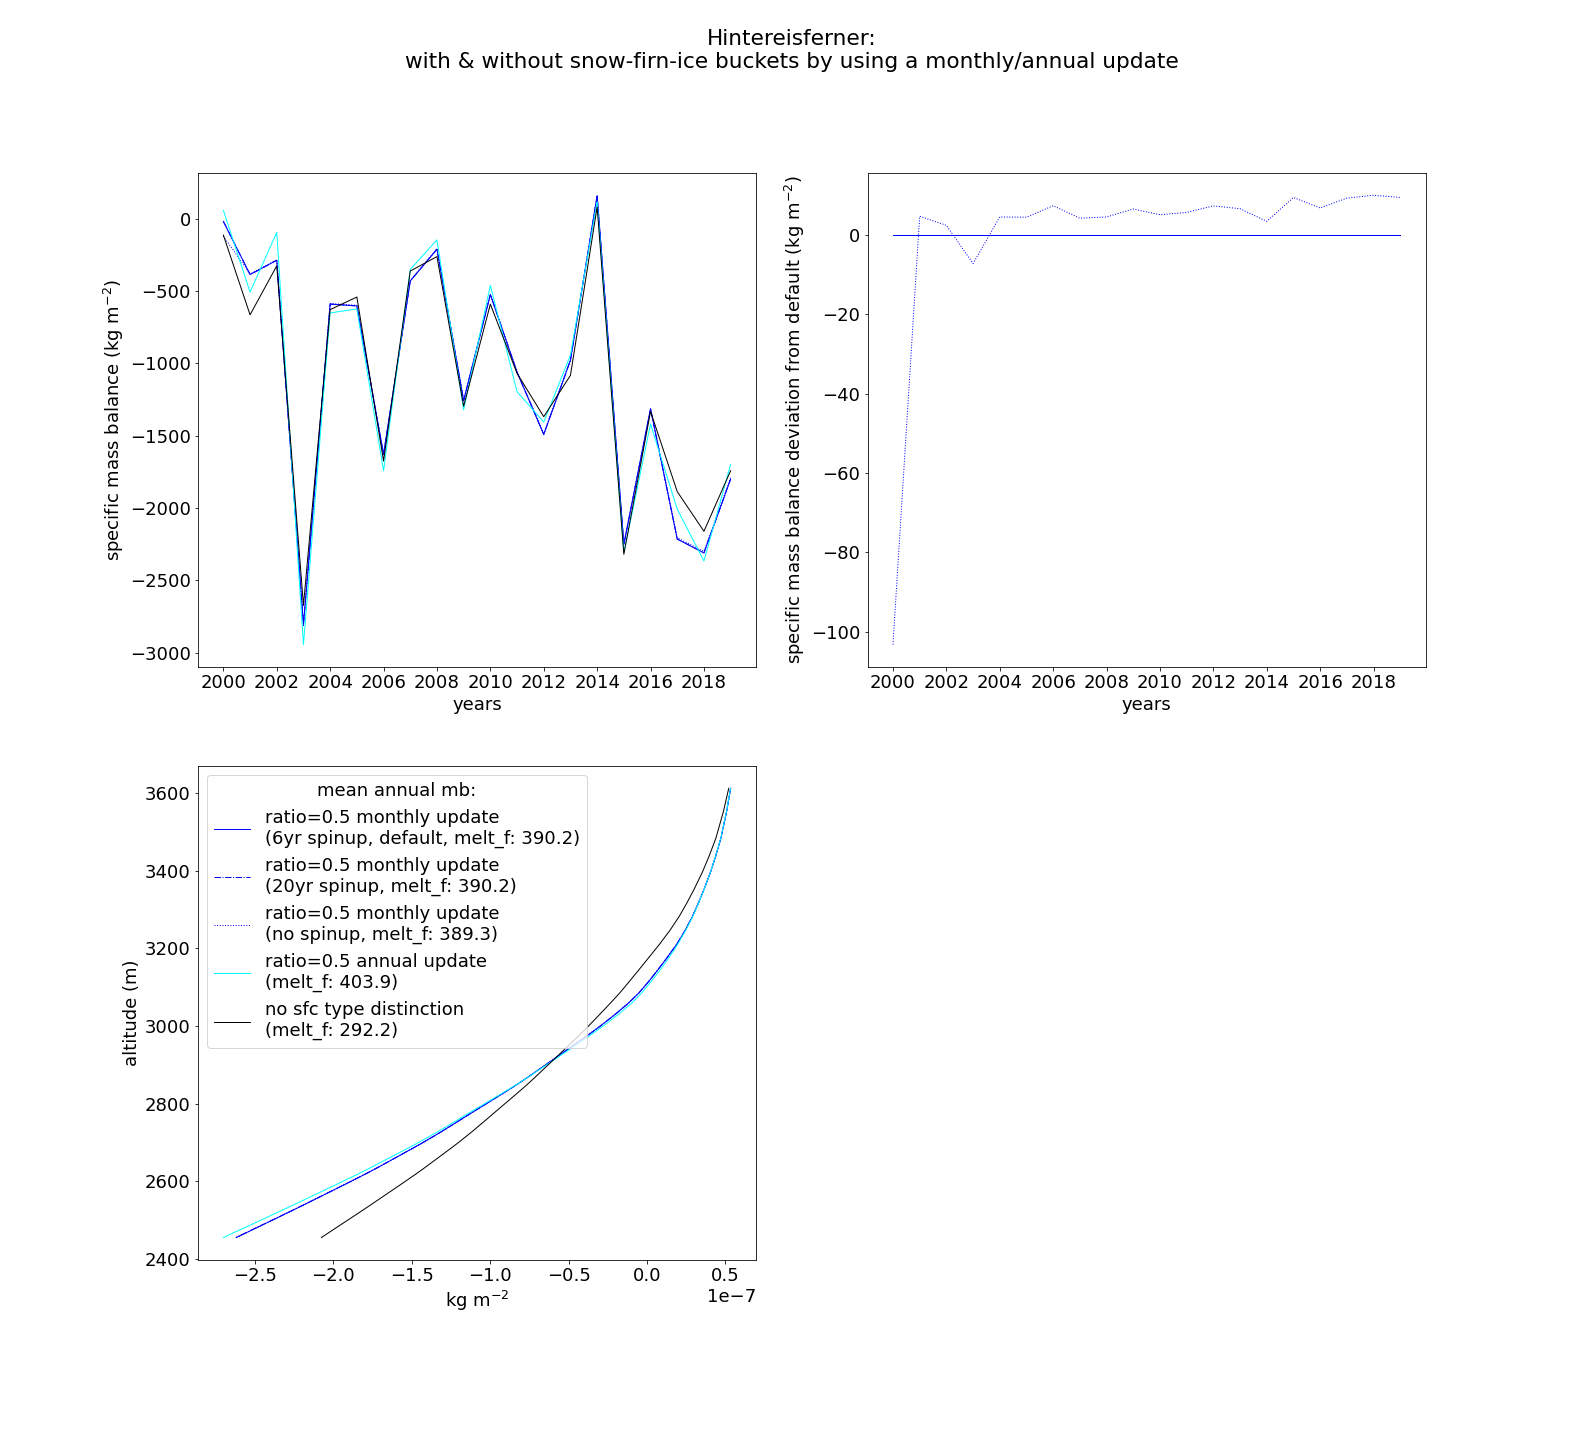 Hintereisferner:
with & without snow-firn-ice buckets by using a monthly/annual update
specific mass balance (kg m⁻²)
0
−500
−1000
−1500
−2000
−2500
−3000
2000 2002 2004 2006 2008 2010 2012 2014 2016 2018
years
specific mass balance deviation from default (kg m⁻²)
0
−20
−40
−60
−80
−100
2000 2002 2004 2006 2008 2010 2012 2014 2016 2018
years
altitude (m)
3600
3400
3200
3000
2800
2600
2400
mean annual mb:
ratio=0.5 monthly update
(6yr spinup, default, melt_f: 390.2)
ratio=0.5 monthly update
(20yr spinup, melt_f: 390.2)
ratio=0.5 monthly update
(no spinup, melt_f: 389.3)
ratio=0.5 annual update
(melt_f: 403.9)
no sfc type distinction
(melt_f: 292.2)
−2.5 −2.0 −1.5 −1.0 −0.5 0.0 0.5
1e−7
kg m⁻²